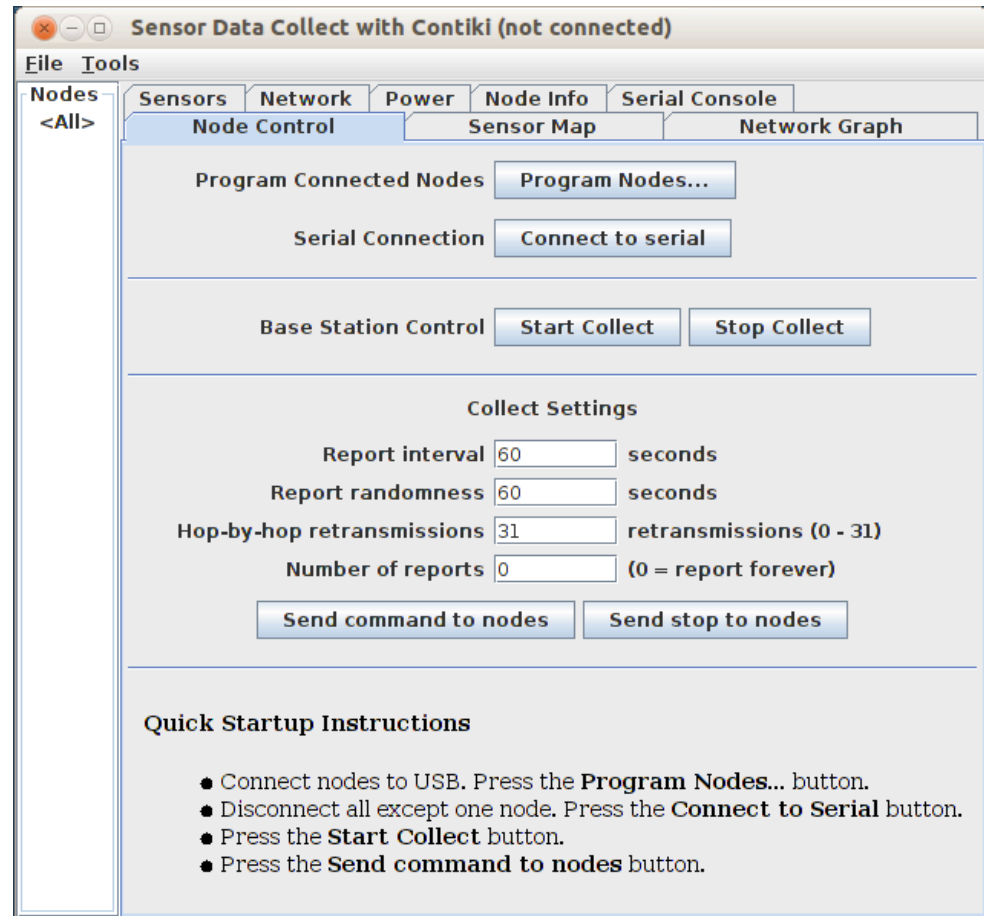 Sensor Data Collect with Contiki (not connected)
File Tools
Nodes
<All>
Sensors Network Power Node Info Serial Console
Node Control Sensor Map Network Graph
Program Connected Nodes Program Nodes...
Serial Connection Connect to serial
Base Station Control Start Collect Stop Collect
Collect Settings
Report interval 60 seconds
Report randomness 60 seconds
Hop-by-hop retransmissions 31 retransmissions (0 - 31)
Number of reports 0 (0 = report forever)
Send command to nodes Send stop to nodes
Quick Startup Instructions
● Connect nodes to USB. Press the Program Nodes... button.
● Disconnect all except one node. Press the Connect to Serial button.
● Press the Start Collect button.
● Press the Send command to nodes button.